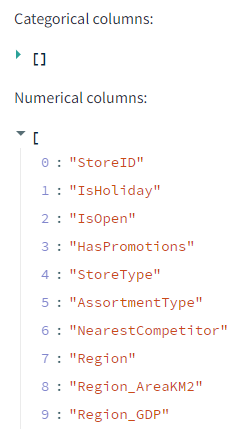 Categorical columns:
[]
Numerical columns:
[
0 : "StoreID"
1 : "IsHoliday"
2 : "IsOpen"
3 : "HasPromotions"
4 : "StoreType"
5 : "AssortmentType"
6 : "NearestCompetitor"
7 : "Region"
8 : "Region_AreaKM2"
9 : "Region_GDP"